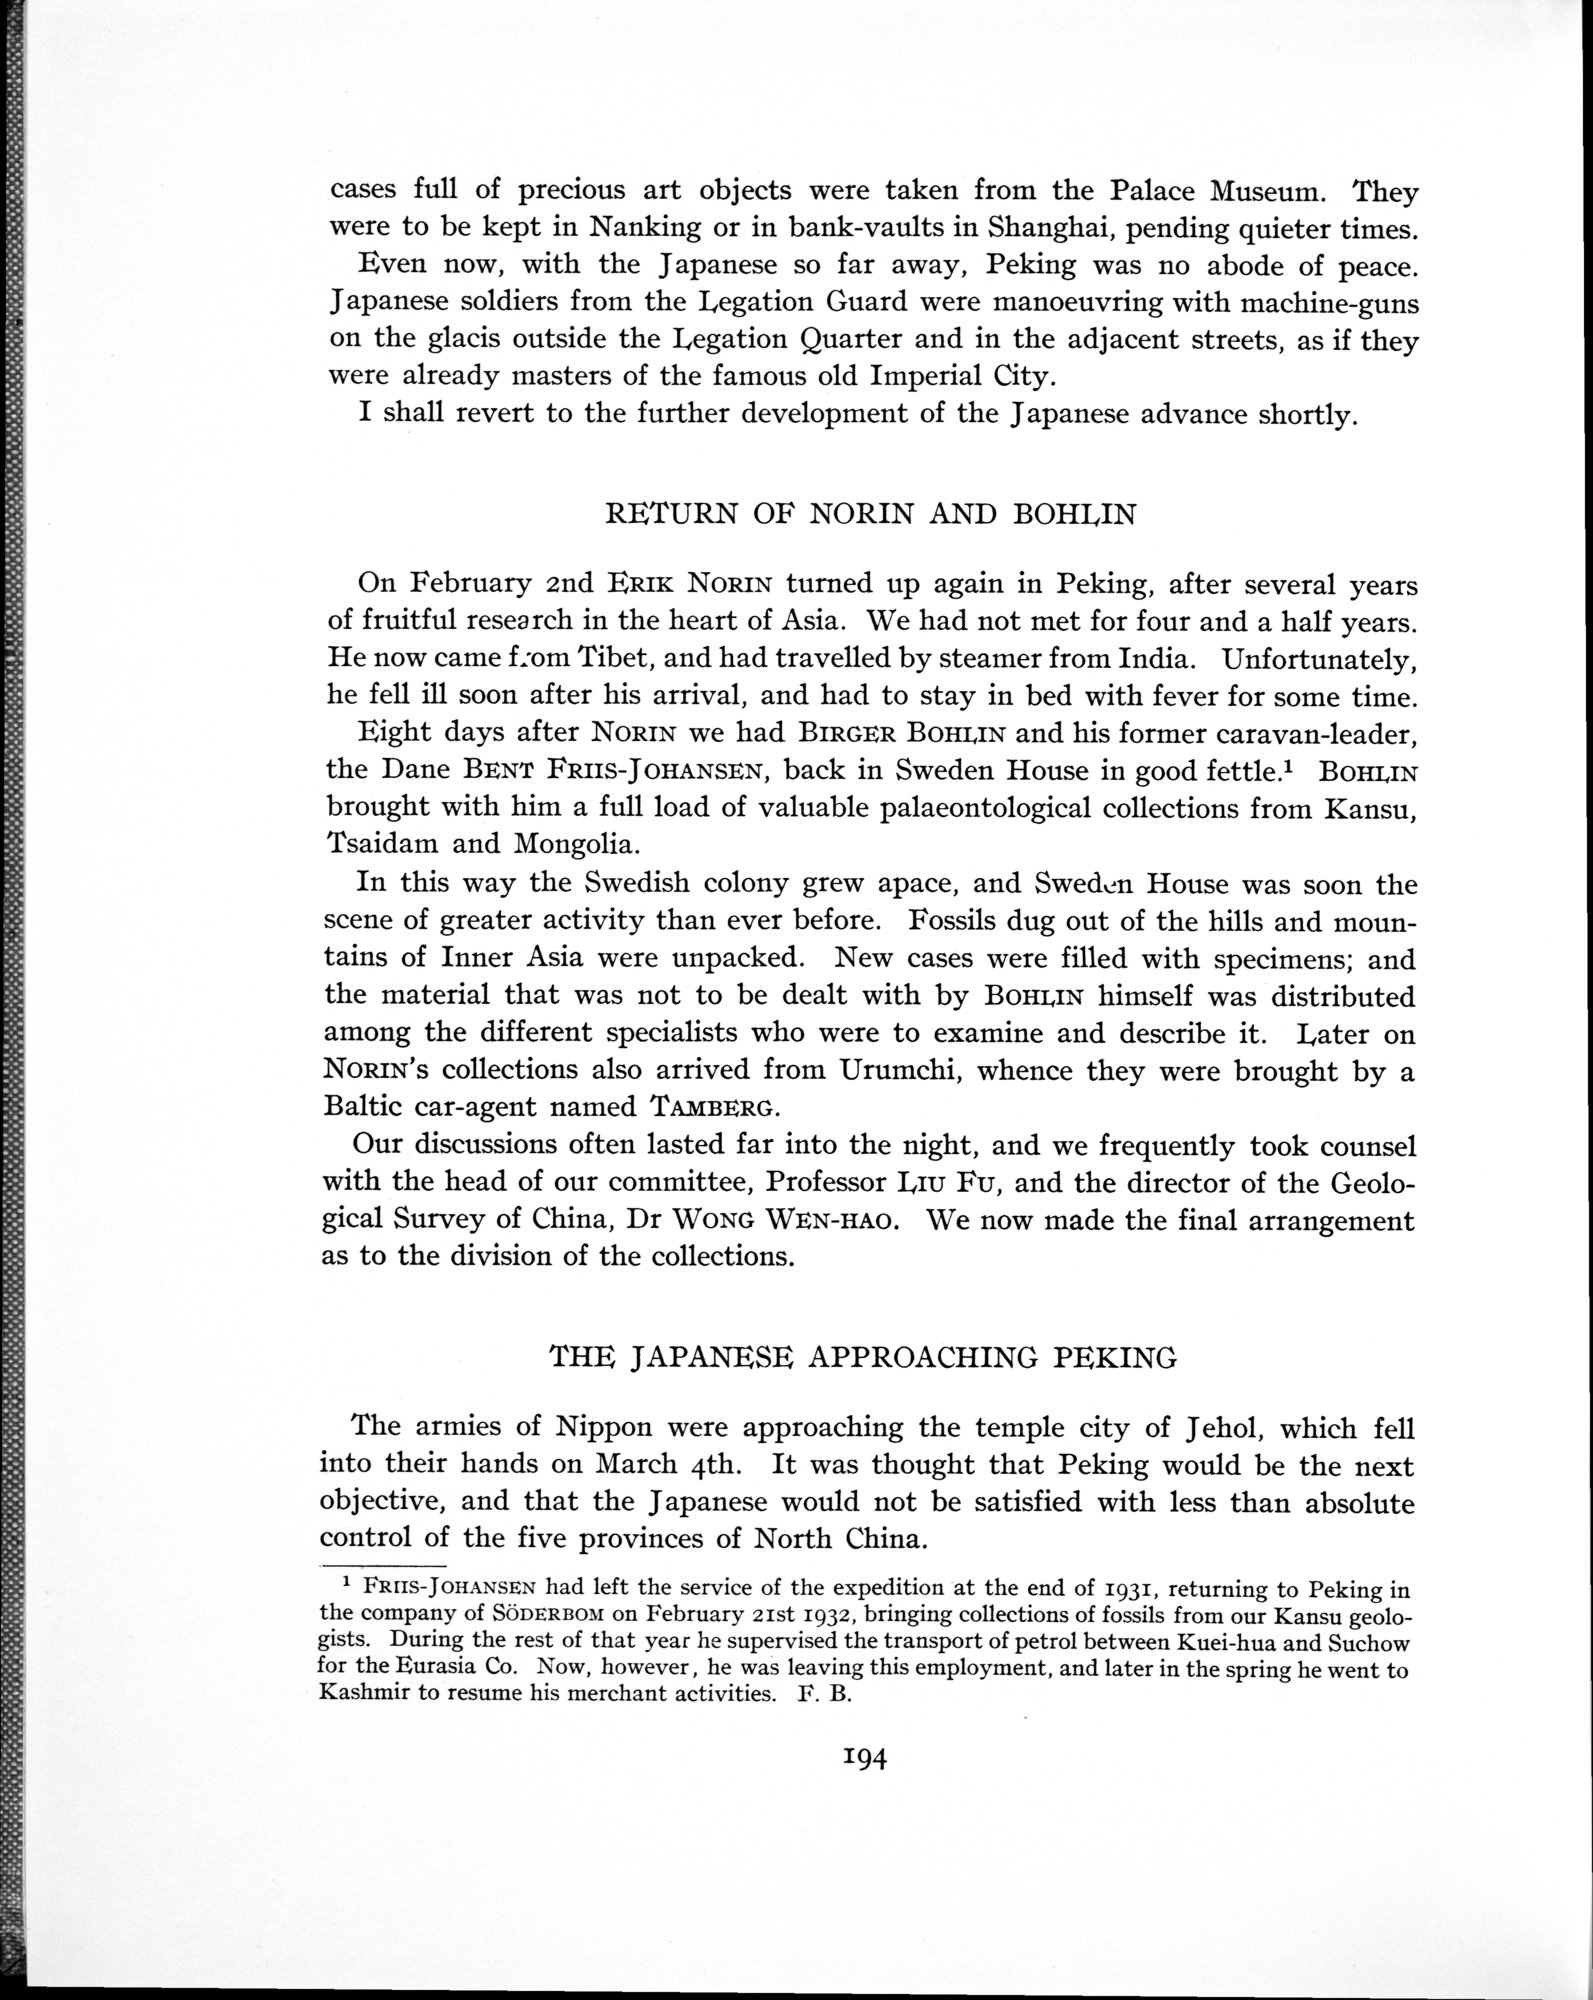 cases full of precious art objects were taken from the Palace Museum. They
were to be kept in Nanking or in bank-vaults in Shanghai, pending quieter times.
Even now, with the Japanese so far away, Peking was no abode of peace.
Japanese soldiers from the Legation Guard were manoeuvring with machine-guns
on the glacis outside the Legation Quarter and in the adjacent streets, as if they
were already masters of the famous old Imperial City.
I shall revert to the further development of the Japanese advance shortly.
RETURN OF NORIN AND BOHLIN
On February 2nd ERIK NORIN turned up again in Peking, after several years
of fruitful research in the heart of Asia. We had not met for four and a half years.
He now came from Tibet, and had travelled by steamer from India. Unfortunately,
he fell ill soon after his arrival, and had to stay in bed with fever for some time.
Eight days after NORIN we had BIRGER BOHLIN and his former caravan-leader,
the Dane BENT FRIIS-JOHANSEN, back in Sweden House in good fettle.¹ BOHLIN
brought with him a full load of valuable palaeontological collections from Kansu,
Tsaidam and Mongolia.
In this way the Swedish colony grew apace, and Sweden House was soon the
scene of greater activity than ever before. Fossils dug out of the hills and moun-
tains of Inner Asia were unpacked. New cases were filled with specimens; and
the material that was not to be dealt with by BOHLIN himself was distributed
among the different specialists who were to examine and describe it. Later on
NORIN's collections also arrived from Urumchi, whence they were brought by a
Baltic car-agent named TAMBERG.
Our discussions often lasted far into the night, and we frequently took counsel
with the head of our committee, Professor LIU FU, and the director of the Geolo-
gical Survey of China, Dr WONG WEN-HAO. We now made the final arrangement
as to the division of the collections.
THE JAPANESE APPROACHING PEKING
The armies of Nippon were approaching the temple city of Jehol, which fell
into their hands on March 4th. It was thought that Peking would be the next
objective, and that the Japanese would not be satisfied with less than absolute
control of the five provinces of North China.
¹ FRIIS-JOHANSEN had left the service of the expedition at the end of 1931, returning to Peking in
the company of SÖDERBOM on February 21st 1932, bringing collections of fossils from our Kansu geolo-
gists. During the rest of that year he supervised the transport of petrol between Kuei-hua and Suchow
for the Eurasia Co. Now, however, he was leaving this employment, and later in the spring he went to
Kashmir to resume his merchant activities. F. B.
194